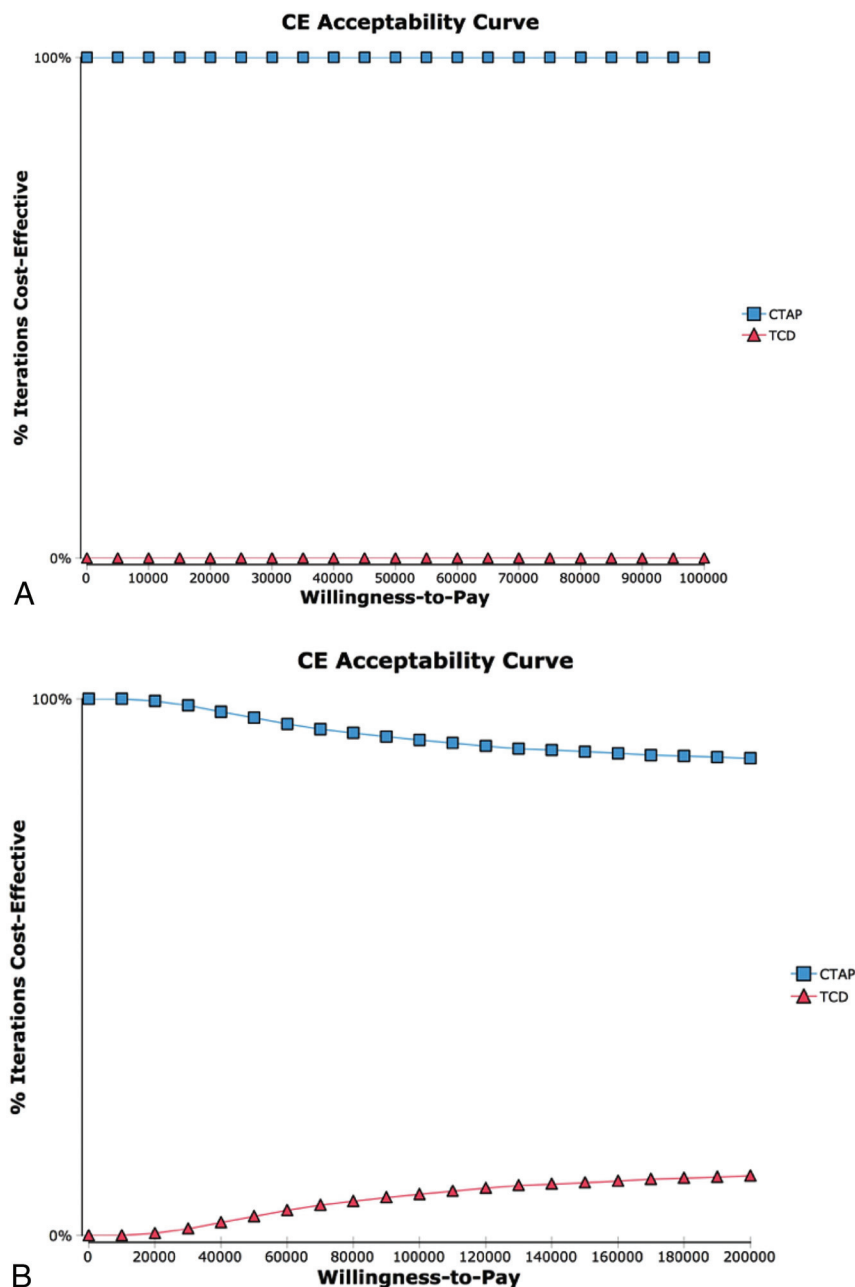 CE Acceptability Curve
100%
% Iterations Cost-Effective
CTAP
TCD
0%
0 10000 20000 30000 40000 50000 60000 70000 80000 90000 100000
A
Willingness-to-Pay
CE Acceptability Curve
100%
% Iterations Cost-Effective
CTAP
TCD
0%
0 20000 40000 60000 80000 100000 120000 140000 160000 180000 200000
B
Willingness-to-Pay